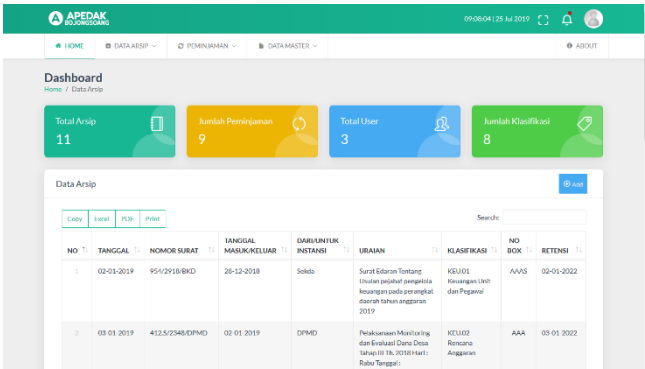 A APEDAK
BOJONGSOANG
09:08:04 | 25 Jul 2019
HOME
DATA ARSIP
PEMINJAMAN
DATA MASTER
ABOUT
Dashboard
Home / Data Arsip
Total Arsip
11
Jumlah Peminjaman
9
Total User
3
Jumlah Klasifikasi
8
Data Arsip
Add
Copy Excel PDF Print
Search:
NO TANGGAL NOMOR SURAT TANGGAL MASUK/KELUAR DARI/UNTUK INSTANSI URAIAN KLASIFIKASI NO BOX RETENSI
1 02-01-2019 954/2918/BKD 28-12-2018 Sekda Surat Edaran Tentang KEU.01 AAAS 02-01-2022
Usulan pejabat pengelola Keuangan Unit
keuangan pada perangkat dan Pegawai
daerah tahun anggaran
2019
2 03-01-2019 412.5/2348/DPMD 02-01-2019 DPMD Pelaksanaan Monitoring KEU.02 AAA 03-01-2022
dan Evaluasi Dana Desa Rencana
Tahap III Th. 2018 Hari : Anggaran
Rabu Tanggal :